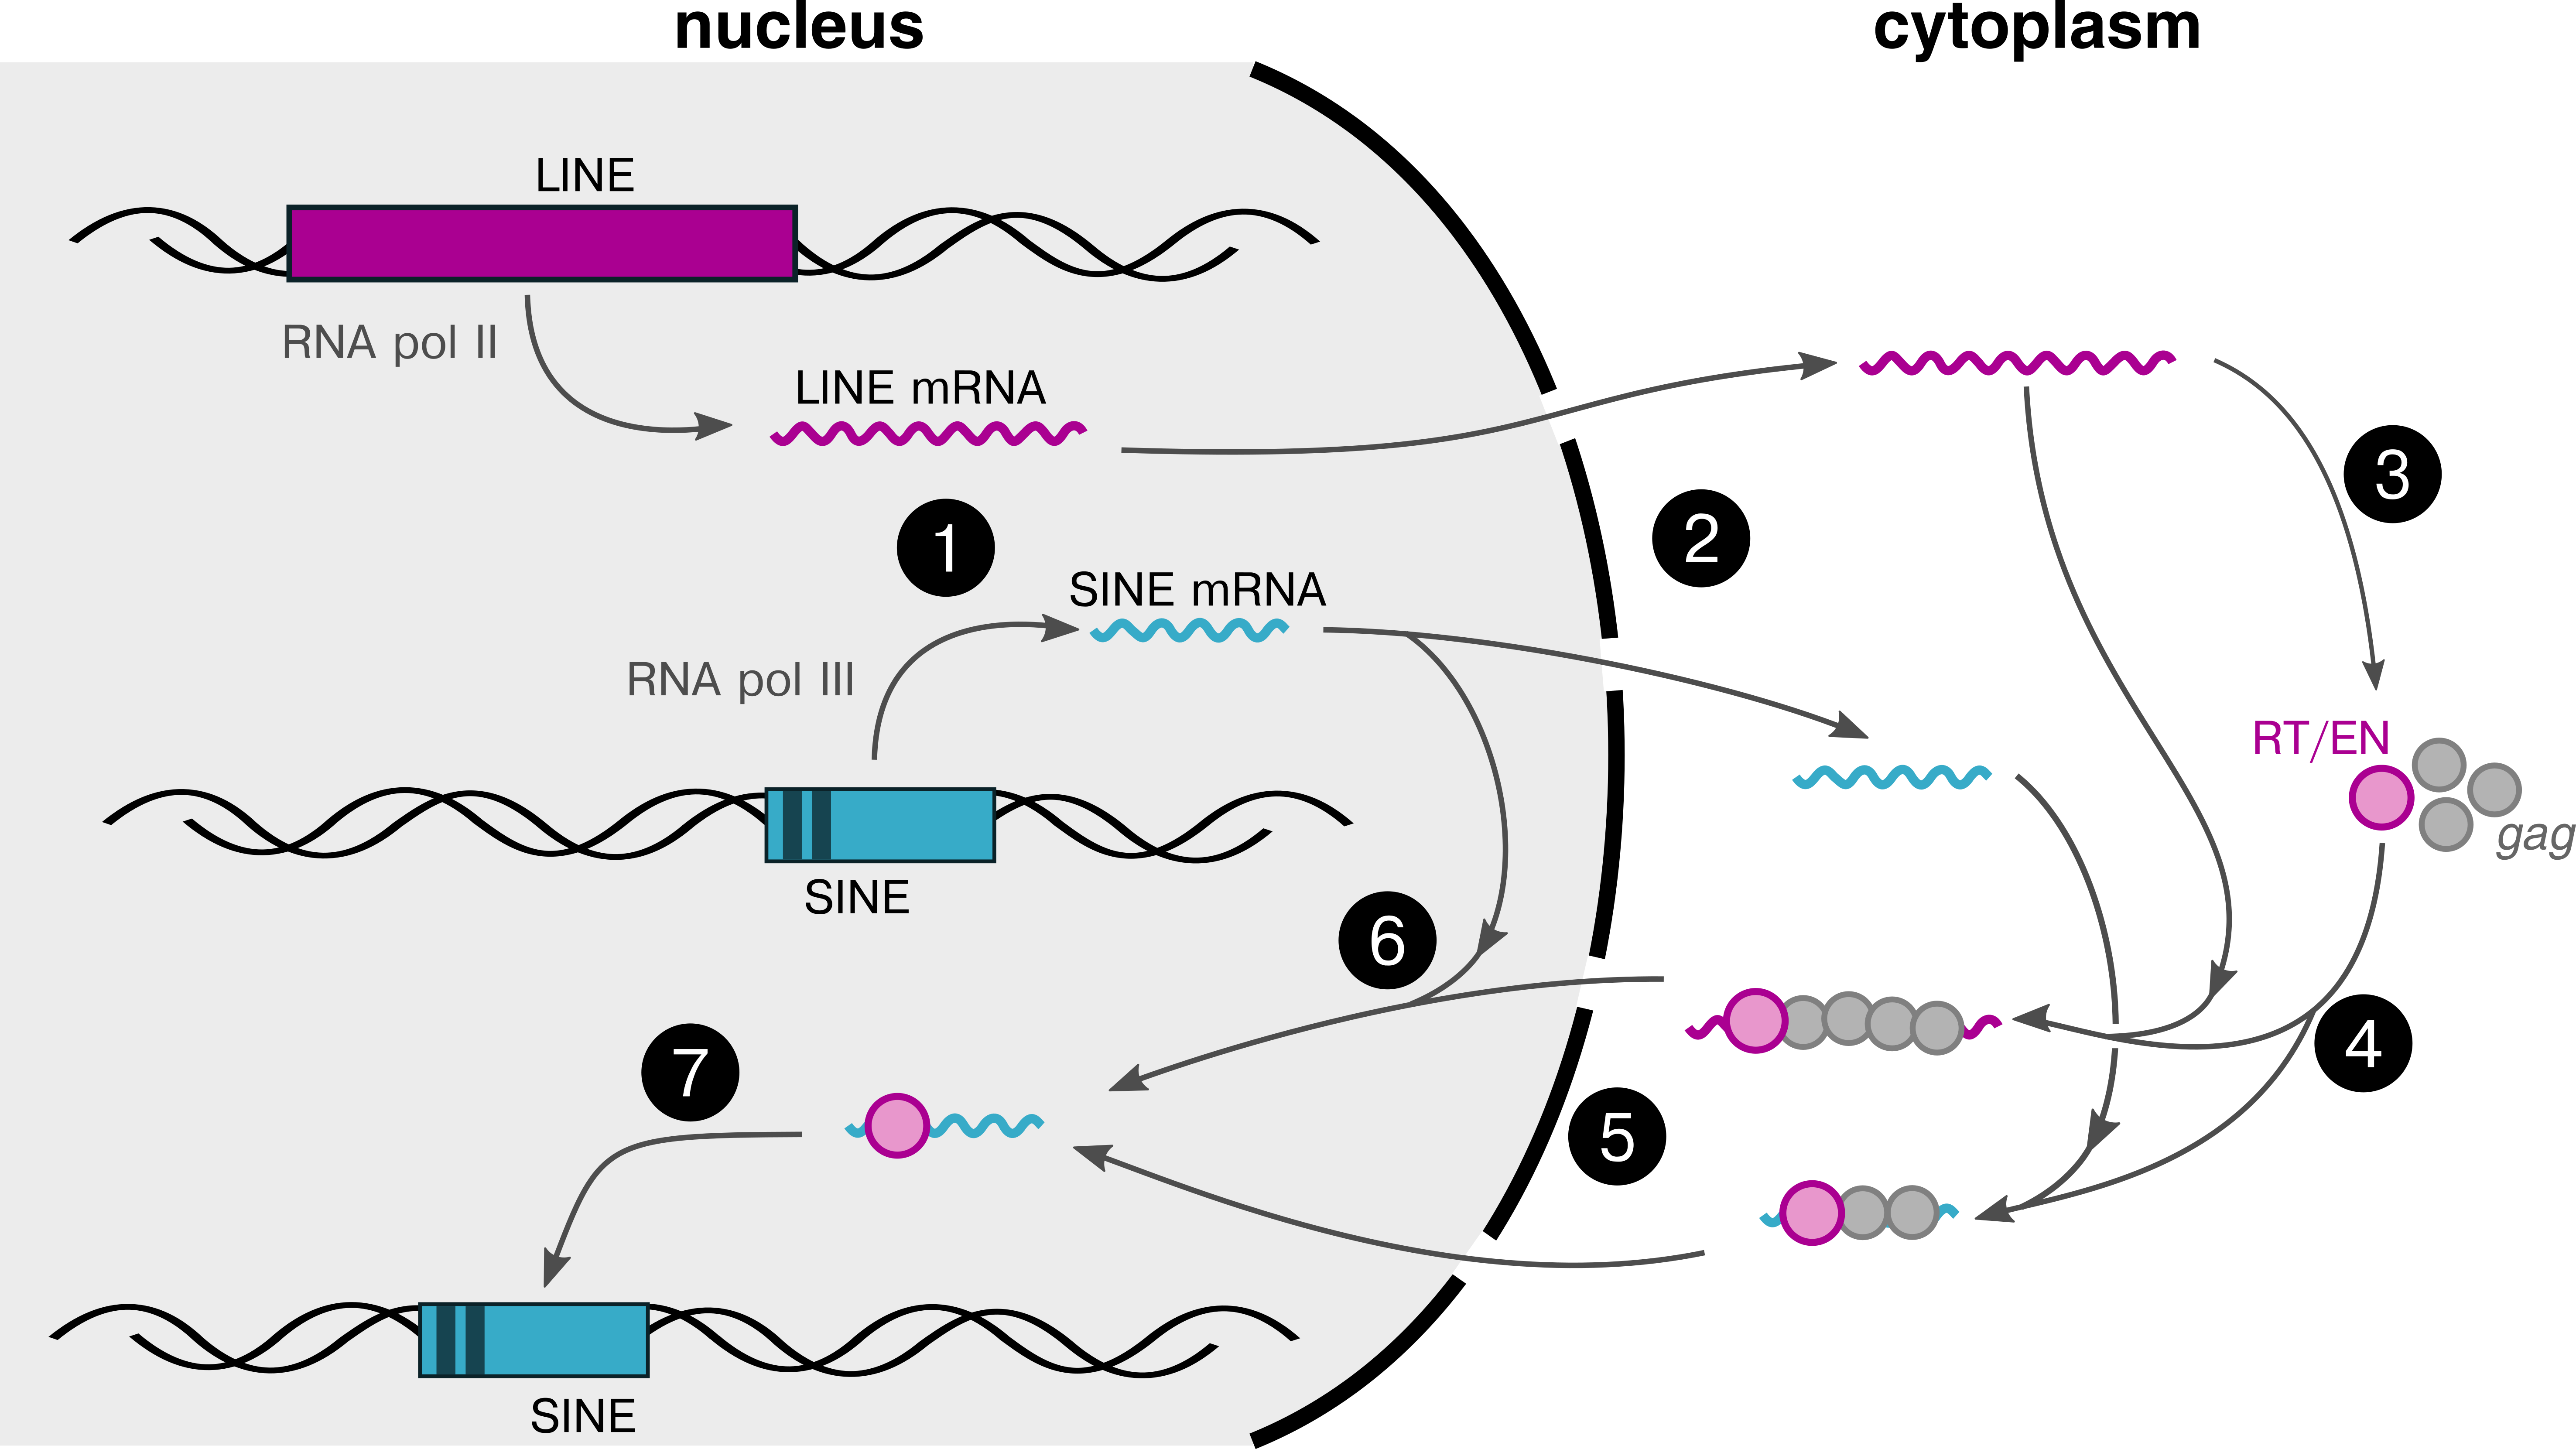 nucleus
cytoplasm
LINE
RNA pol II
LINE mRNA
1
2
3
SINE mRNA
RNA pol III
RT/EN
gag
SINE
6
4
7
5
SINE